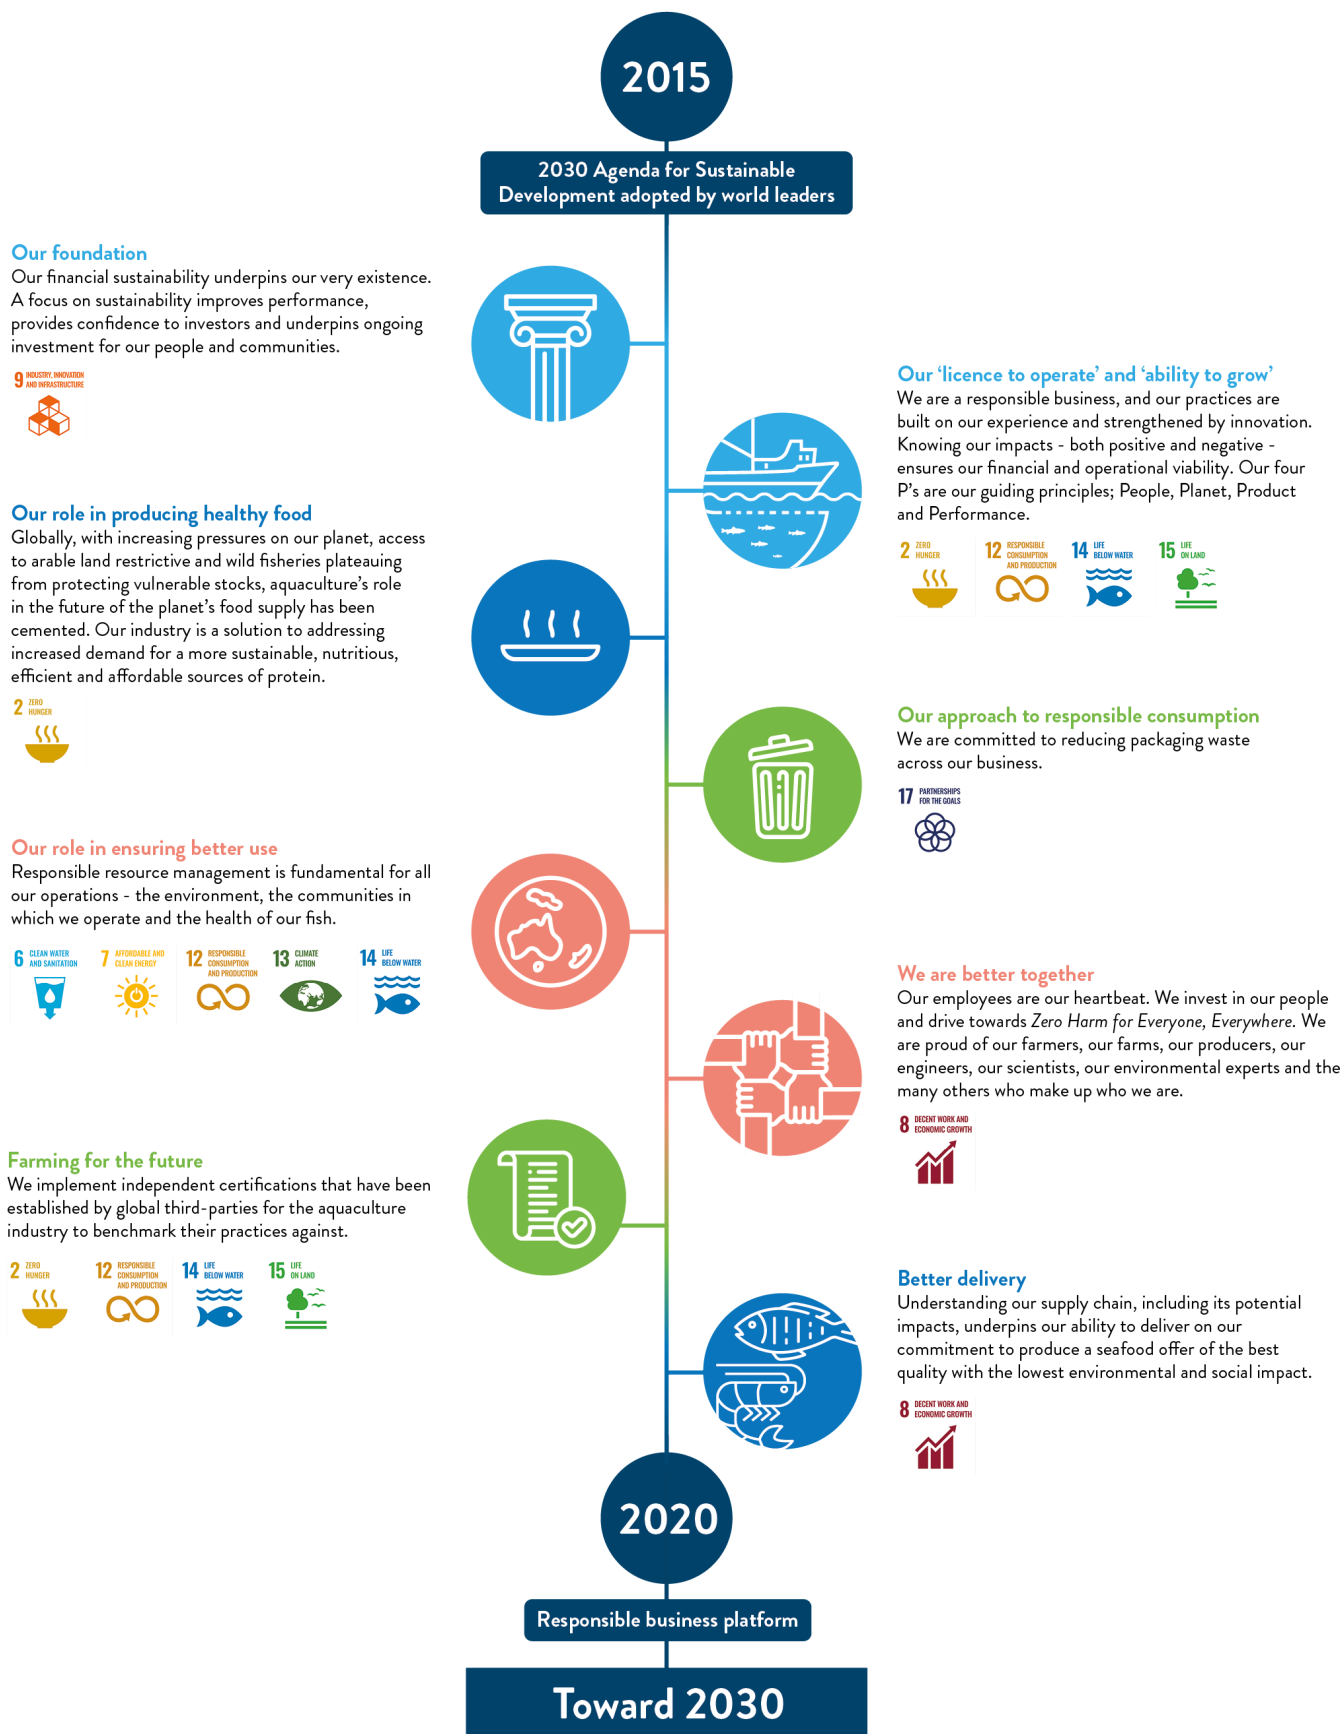 2015
2030 Agenda for Sustainable
Development adopted by world leaders
Our foundation
Our financial sustainability underpins our very existence.
A focus on sustainability improves performance,
provides confidence to investors and underpins ongoing
investment for our people and communities.
9 INDUSTRY, INNOVATION
AND INFRASTRUCTURE
Our ‘licence to operate’ and ‘ability to grow’
We are a responsible business, and our practices are
built on our experience and strengthened by innovation.
Knowing our impacts - both positive and negative -
ensures our financial and operational viability. Our four
P’s are our guiding principles; People, Planet, Product
and Performance.
2 ZERO
HUNGER
12 RESPONSIBLE
CONSUMPTION
AND PRODUCTION
14 LIFE
BELOW WATER
15 LIFE
ON LAND
Our role in producing healthy food
Globally, with increasing pressures on our planet, access
to arable land restrictive and wild fisheries plateauing
from protecting vulnerable stocks, aquaculture’s role
in the future of the planet’s food supply has been
cemented. Our industry is a solution to addressing
increased demand for a more sustainable, nutritious,
efficient and affordable sources of protein.
2 ZERO
HUNGER
Our approach to responsible consumption
We are committed to reducing packaging waste
across our business.
17 PARTNERSHIPS
FOR THE GOALS
Our role in ensuring better use
Responsible resource management is fundamental for all
our operations - the environment, the communities in
which we operate and the health of our fish.
6 CLEAN WATER
AND SANITATION
7 AFFORDABLE AND
CLEAN ENERGY
12 RESPONSIBLE
CONSUMPTION
AND PRODUCTION
13 CLIMATE
ACTION
14 LIFE
BELOW WATER
We are better together
Our employees are our heartbeat. We invest in our people
and drive towards Zero Harm for Everyone, Everywhere. We
are proud of our farmers, our farms, our producers, our
engineers, our scientists, our environmental experts and the
many others who make up who we are.
8 DECENT WORK AND
ECONOMIC GROWTH
Farming for the future
We implement independent certifications that have been
established by global third-parties for the aquaculture
industry to benchmark their practices against.
2 ZERO
HUNGER
12 RESPONSIBLE
CONSUMPTION
AND PRODUCTION
14 LIFE
BELOW WATER
15 LIFE
ON LAND
Better delivery
Understanding our supply chain, including its potential
impacts, underpins our ability to deliver on our
commitment to produce a seafood offer of the best
quality with the lowest environmental and social impact.
8 DECENT WORK AND
ECONOMIC GROWTH
2020
Responsible business platform
Toward 2030